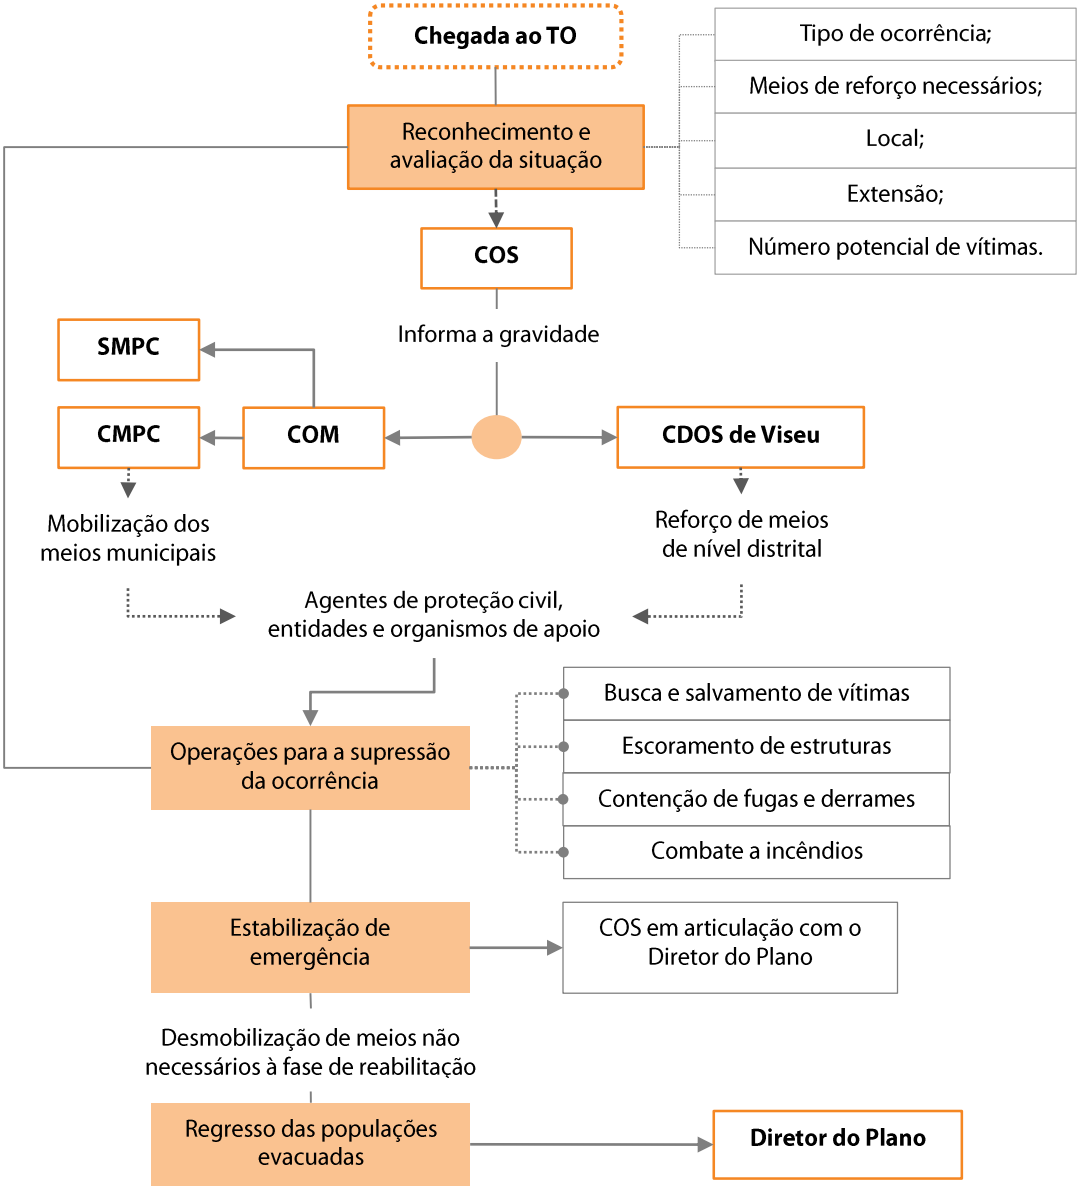 Chegada ao TO
Tipo de ocorrência;
Meios de reforço necessários;
Local;
Extensão;
Número potencial de vítimas.
Reconhecimento e
avaliação da situação
COS
Informa a gravidade
SMPC
CMPC
COM
CDOS de Viseu
Mobilização dos
meios municipais
Reforço de meios
de nível distrital
Agentes de proteção civil,
entidades e organismos de apoio
Operações para a supressão
da ocorrência
Busca e salvamento de vítimas
Escoramento de estruturas
Contenção de fugas e derrames
Combate a incêndios
Estabilização de
emergência
COS em articulação com o
Diretor do Plano
Desmobilização de meios não
necessários à fase de reabilitação
Regresso das populações
evacuadas
Diretor do Plano